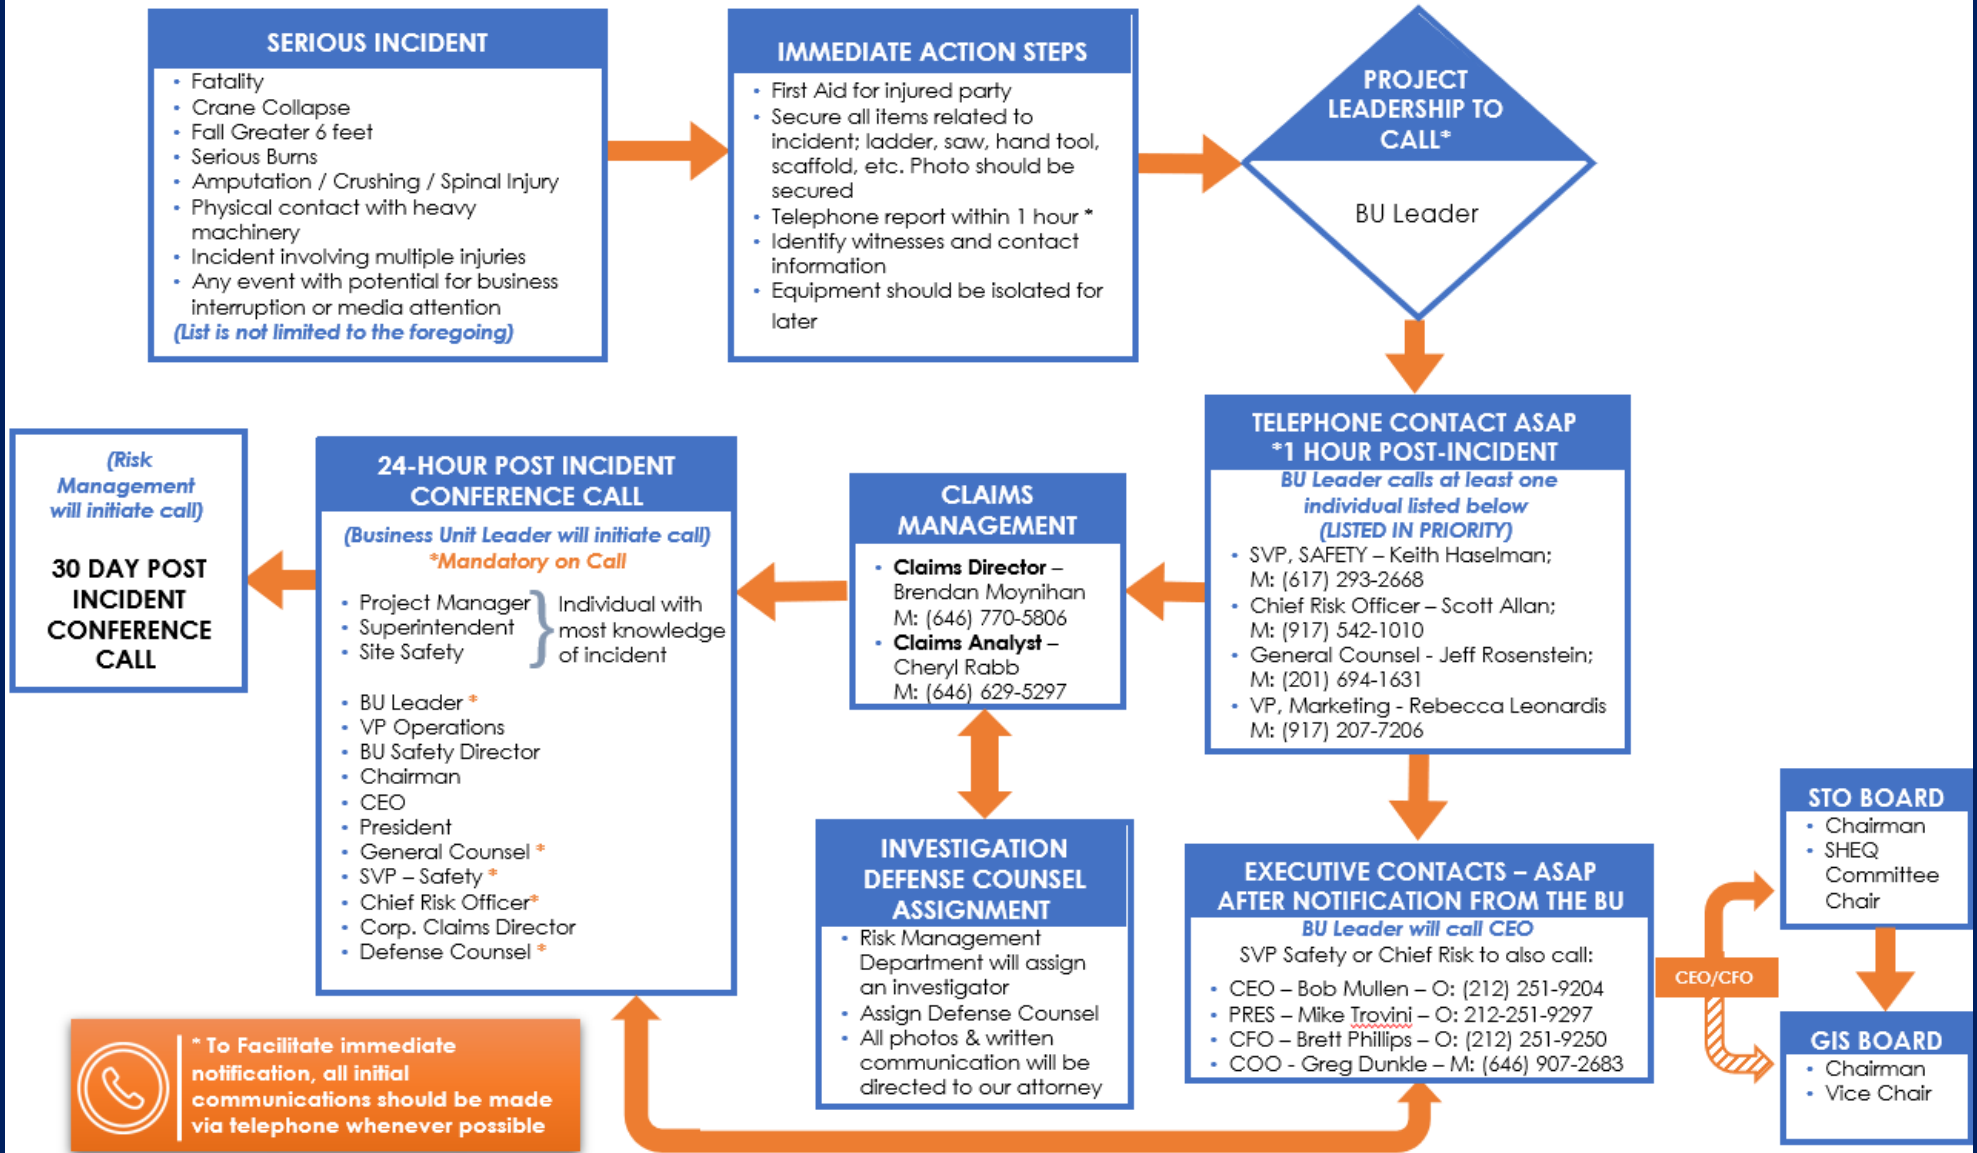 SERIOUS INCIDENT
• Fatality
• Crane Collapse
• Fall Greater 6 feet
• Serious Burns
• Amputation / Crushing / Spinal Injury
• Physical contact with heavy
machinery
• Incident involving multiple injuries
• Any event with potential for business
interruption or media attention
(List is not limited to the foregoing)
IMMEDIATE ACTION STEPS
• First Aid for injured party
• Secure all items related to
incident; ladder, saw, hand tool,
scaffold, etc. Photo should be
secured
• Telephone report within 1 hour *
• Identify witnesses and contact
information
• Equipment should be isolated for
later
PROJECT
LEADERSHIP TO
CALL*
BU Leader
TELEPHONE CONTACT ASAP
*1 HOUR POST-INCIDENT
BU Leader calls at least one
individual listed below
(LISTED IN PRIORITY)
• SVP, SAFETY – Keith Haselman;
M: (617) 293-2668
• Chief Risk Officer – Scott Allan;
M: (917) 542-1010
• General Counsel - Jeff Rosenstein;
M: (201) 694-1631
• VP, Marketing - Rebecca Leonardis
M: (917) 207-7206
CLAIMS
MANAGEMENT
• Claims Director –
Brendan Moynihan
M: (646) 770-5806
• Claims Analyst –
Cheryl Rabb
M: (646) 629-5297
24-HOUR POST INCIDENT
CONFERENCE CALL
(Business Unit Leader will initiate call)
*Mandatory on Call
• Project Manager
• Superintendent
• Site Safety
Individual with
most knowledge
of incident
• BU Leader *
• VP Operations
• BU Safety Director
• Chairman
• CEO
• President
• General Counsel *
• SVP – Safety *
• Chief Risk Officer*
• Corp. Claims Director
• Defense Counsel *
(Risk
Management
will initiate call)
30 DAY POST
INCIDENT
CONFERENCE
CALL
INVESTIGATION
DEFENSE COUNSEL
ASSIGNMENT
• Risk Management
Department will assign
an investigator
• Assign Defense Counsel
• All photos & written
communication will be
directed to our attorney
EXECUTIVE CONTACTS – ASAP
AFTER NOTIFICATION FROM THE BU
BU Leader will call CEO
SVP Safety or Chief Risk to also call:
• CEO – Bob Mullen – O: (212) 251-9204
• PRES – Mike Trovini – O: 212-251-9297
• CFO – Brett Phillips – O: (212) 251-9250
• COO - Greg Dunkle – M: (646) 907-2683
CEO/CFO
STO BOARD
• Chairman
• SHEQ
Committee
Chair
GIS BOARD
• Chairman
• Vice Chair
* To Facilitate immediate
notification, all initial
communications should be made
via telephone whenever possible